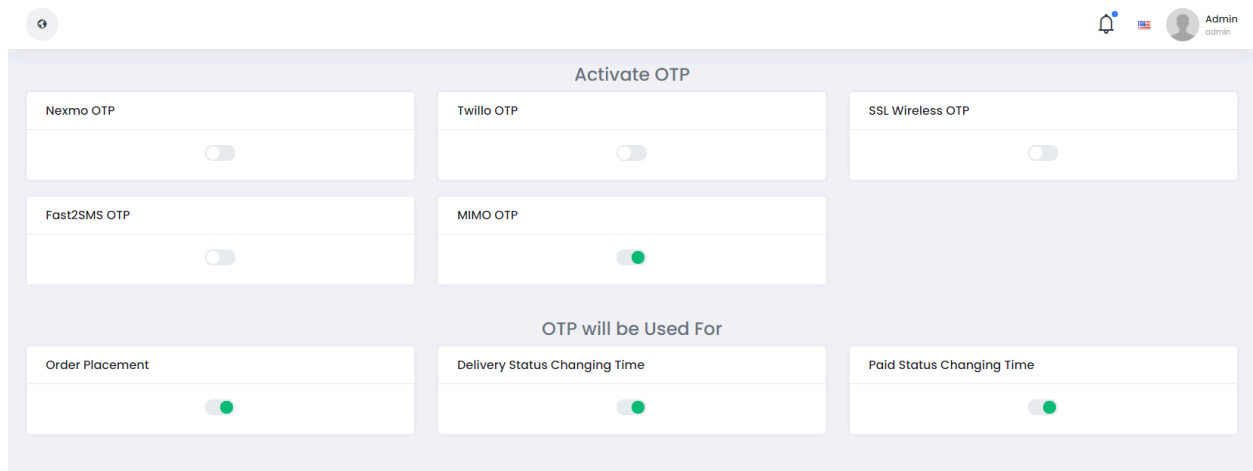 Admin
admin
Activate OTP
Nexmo OTP
Twillo OTP
SSL Wireless OTP
Fast2SMS OTP
MIMO OTP
OTP will be Used For
Order Placement
Delivery Status Changing Time
Paid Status Changing Time